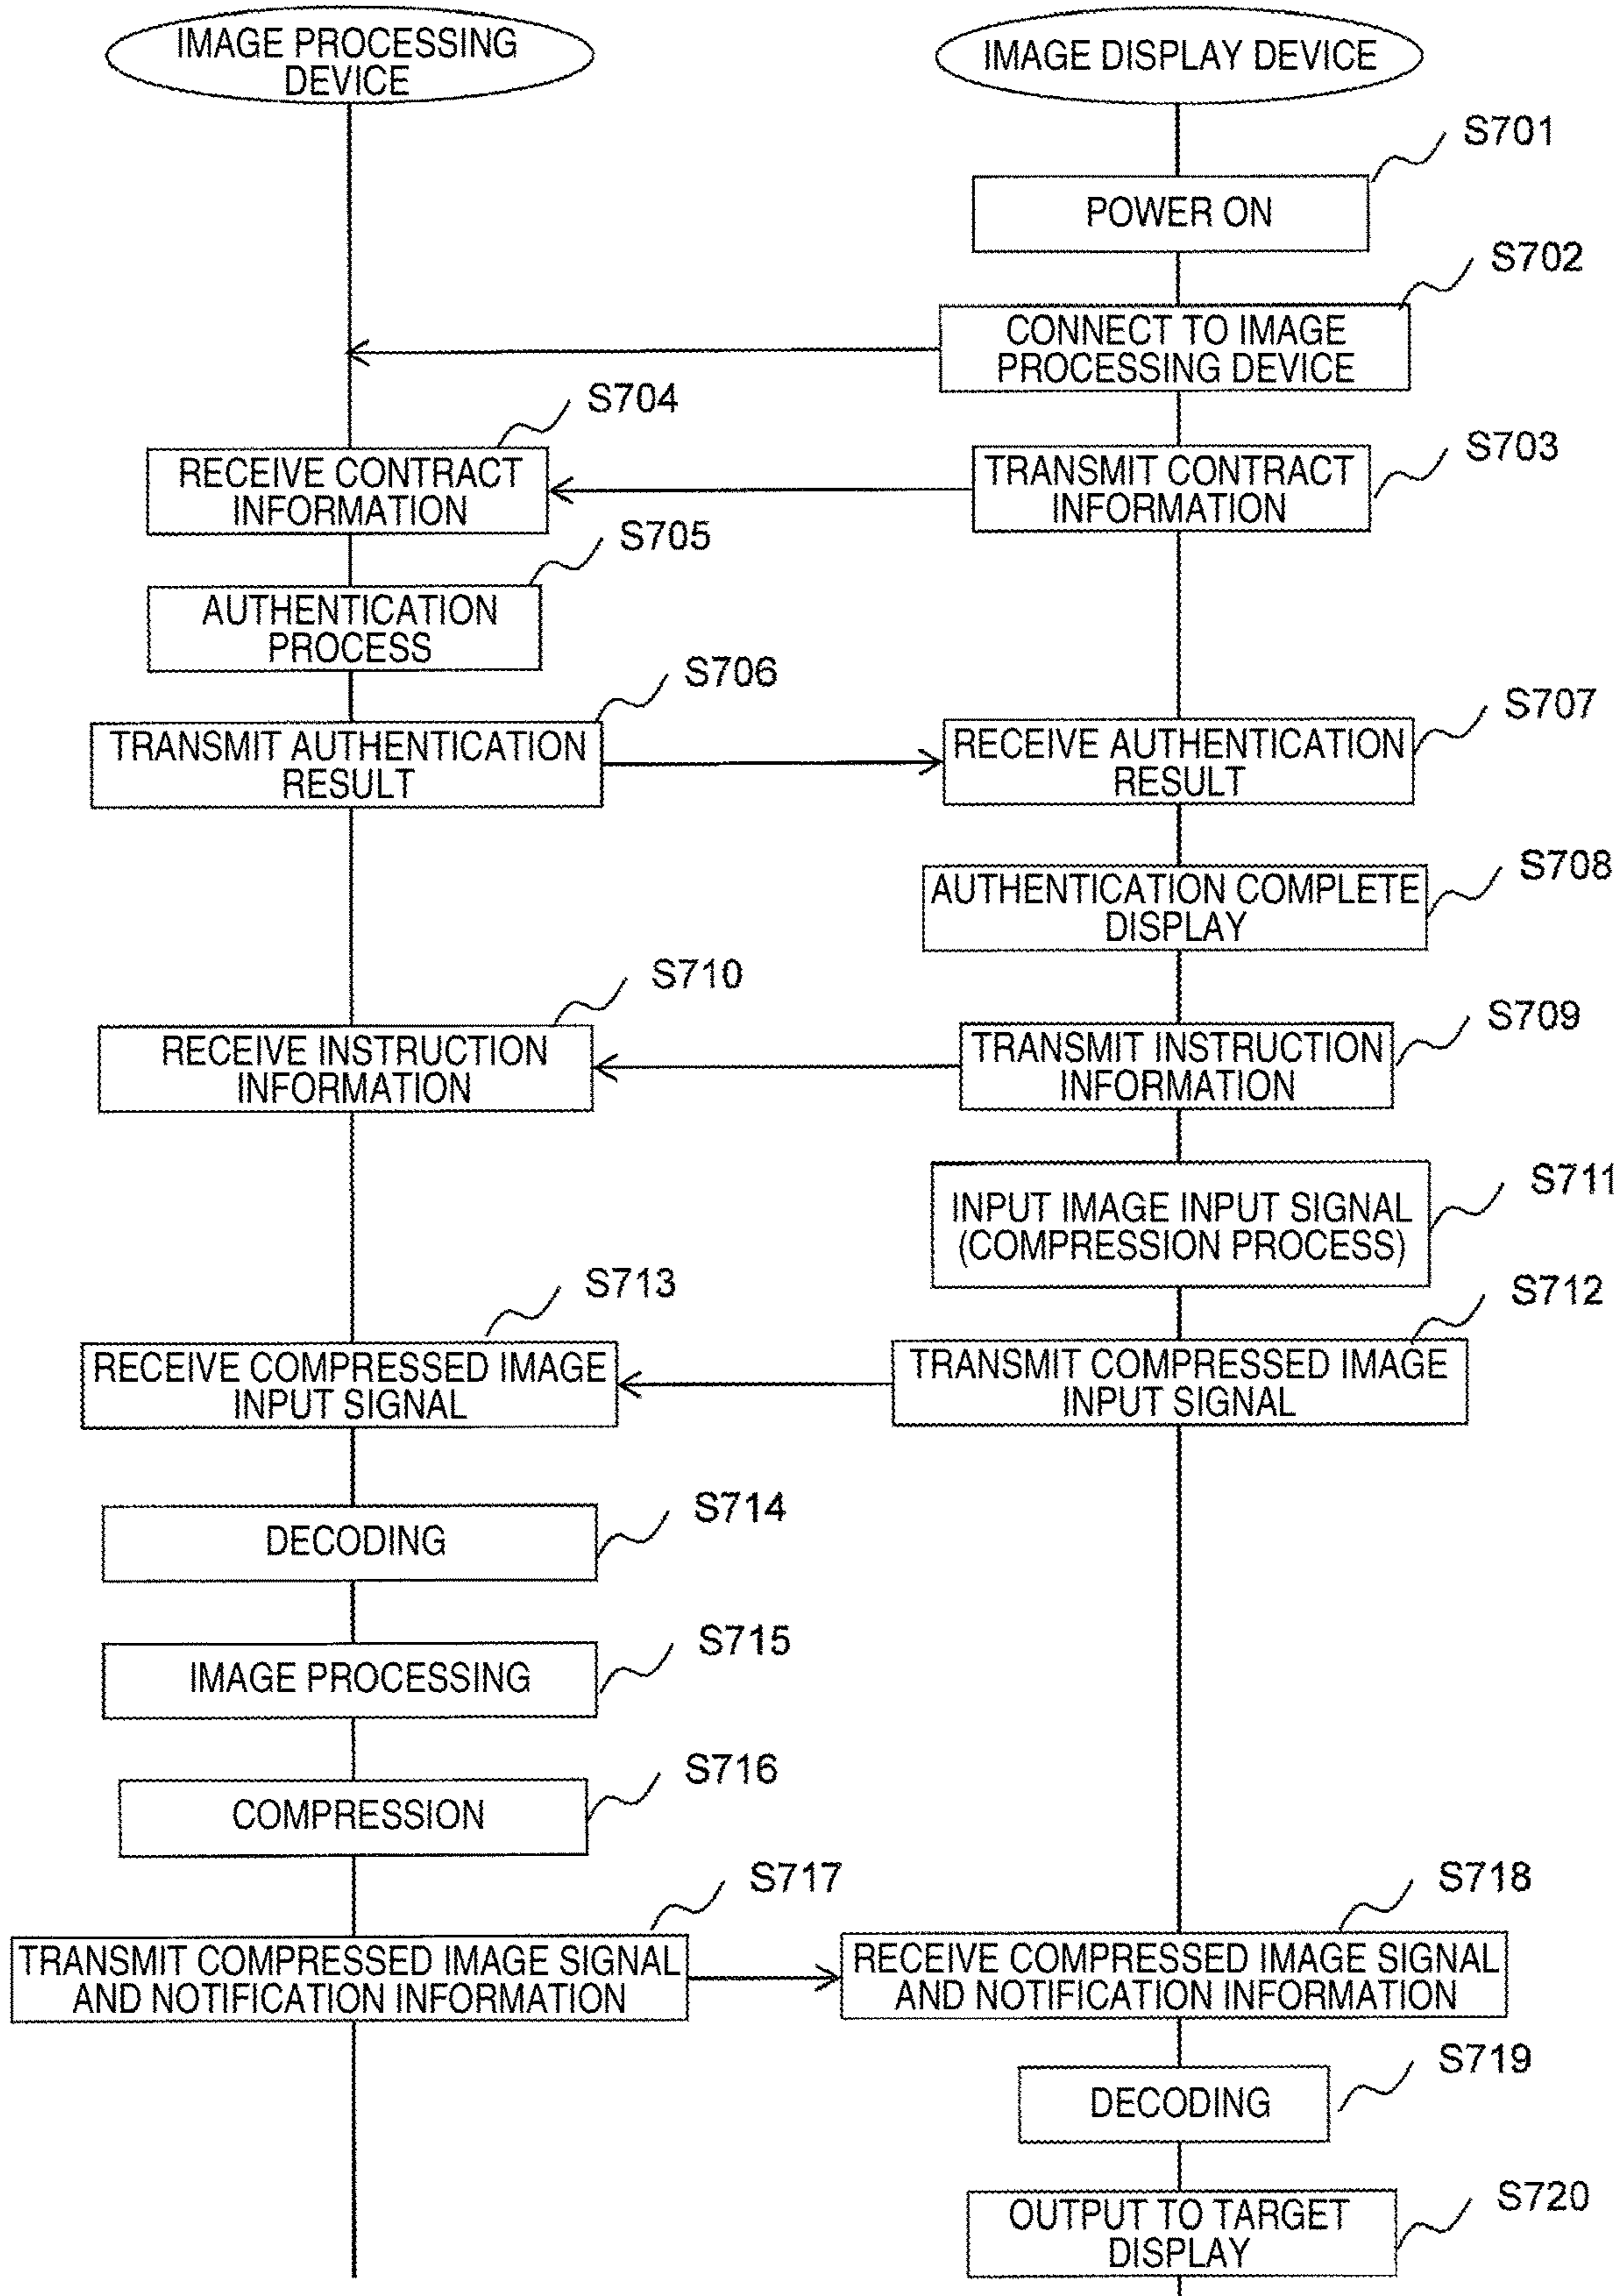 IMAGE PROCESSING
DEVICE
IMAGE DISPLAY DEVICE
S701
POWER ON
S702
CONNECT TO IMAGE
PROCESSING DEVICE
S704
RECEIVE CONTRACT
INFORMATION
S703
TRANSMIT CONTRACT
INFORMATION
S705
AUTHENTICATION
PROCESS
S706
TRANSMIT AUTHENTICATION
RESULT
S707
RECEIVE AUTHENTICATION
RESULT
S708
AUTHENTICATION COMPLETE
DISPLAY
S710
RECEIVE INSTRUCTION
INFORMATION
S709
TRANSMIT INSTRUCTION
INFORMATION
S711
INPUT IMAGE INPUT SIGNAL
(COMPRESSION PROCESS)
S713
RECEIVE COMPRESSED IMAGE
INPUT SIGNAL
S712
TRANSMIT COMPRESSED IMAGE
INPUT SIGNAL
S714
DECODING
S715
IMAGE PROCESSING
S716
COMPRESSION
S717
TRANSMIT COMPRESSED IMAGE SIGNAL
AND NOTIFICATION INFORMATION
S718
RECEIVE COMPRESSED IMAGE SIGNAL
AND NOTIFICATION INFORMATION
S719
DECODING
S720
OUTPUT TO TARGET
DISPLAY